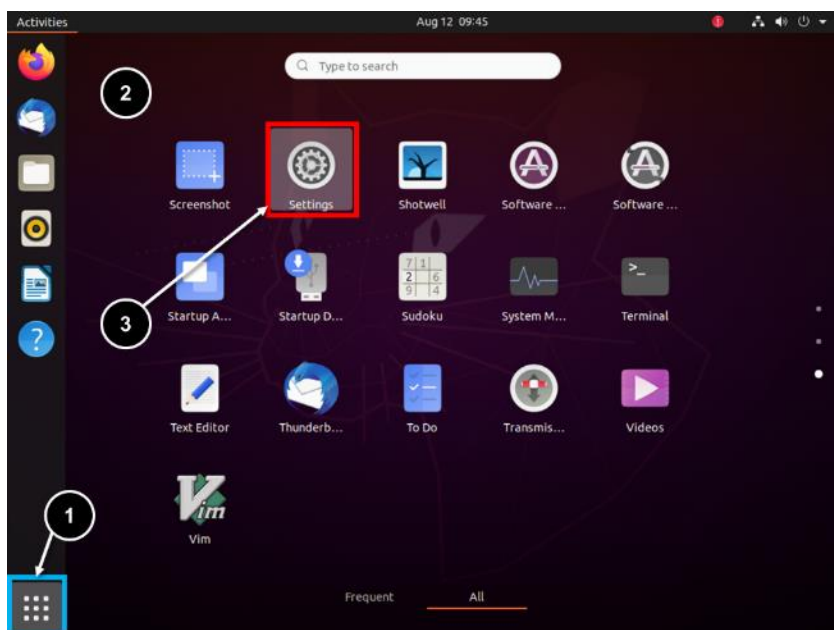 Activities Aug 12 09:45
Type to search
2
Screenshot Settings Shotwell Software ... Software ...
3
Startup A... Startup D... Sudoku System M... Terminal
Text Editor Thunderb... To Do Transmis... Videos
1
Vim
Frequent All